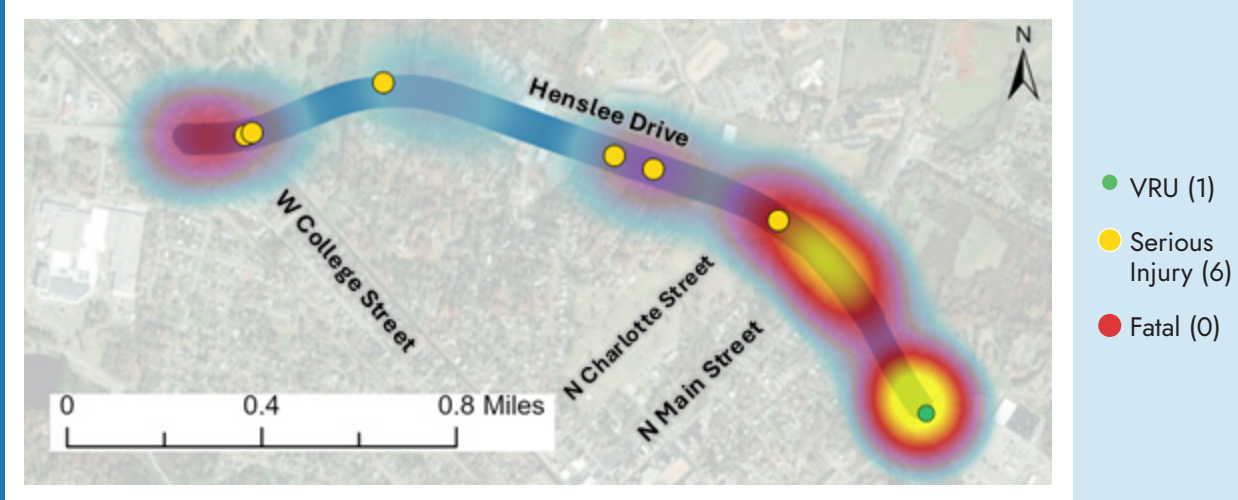 N
Henslee Drive
W College Street
N Charlotte Street
N Main Street
0 0.4 0.8 Miles
VRU (1)
Serious
Injury (6)
Fatal (0)